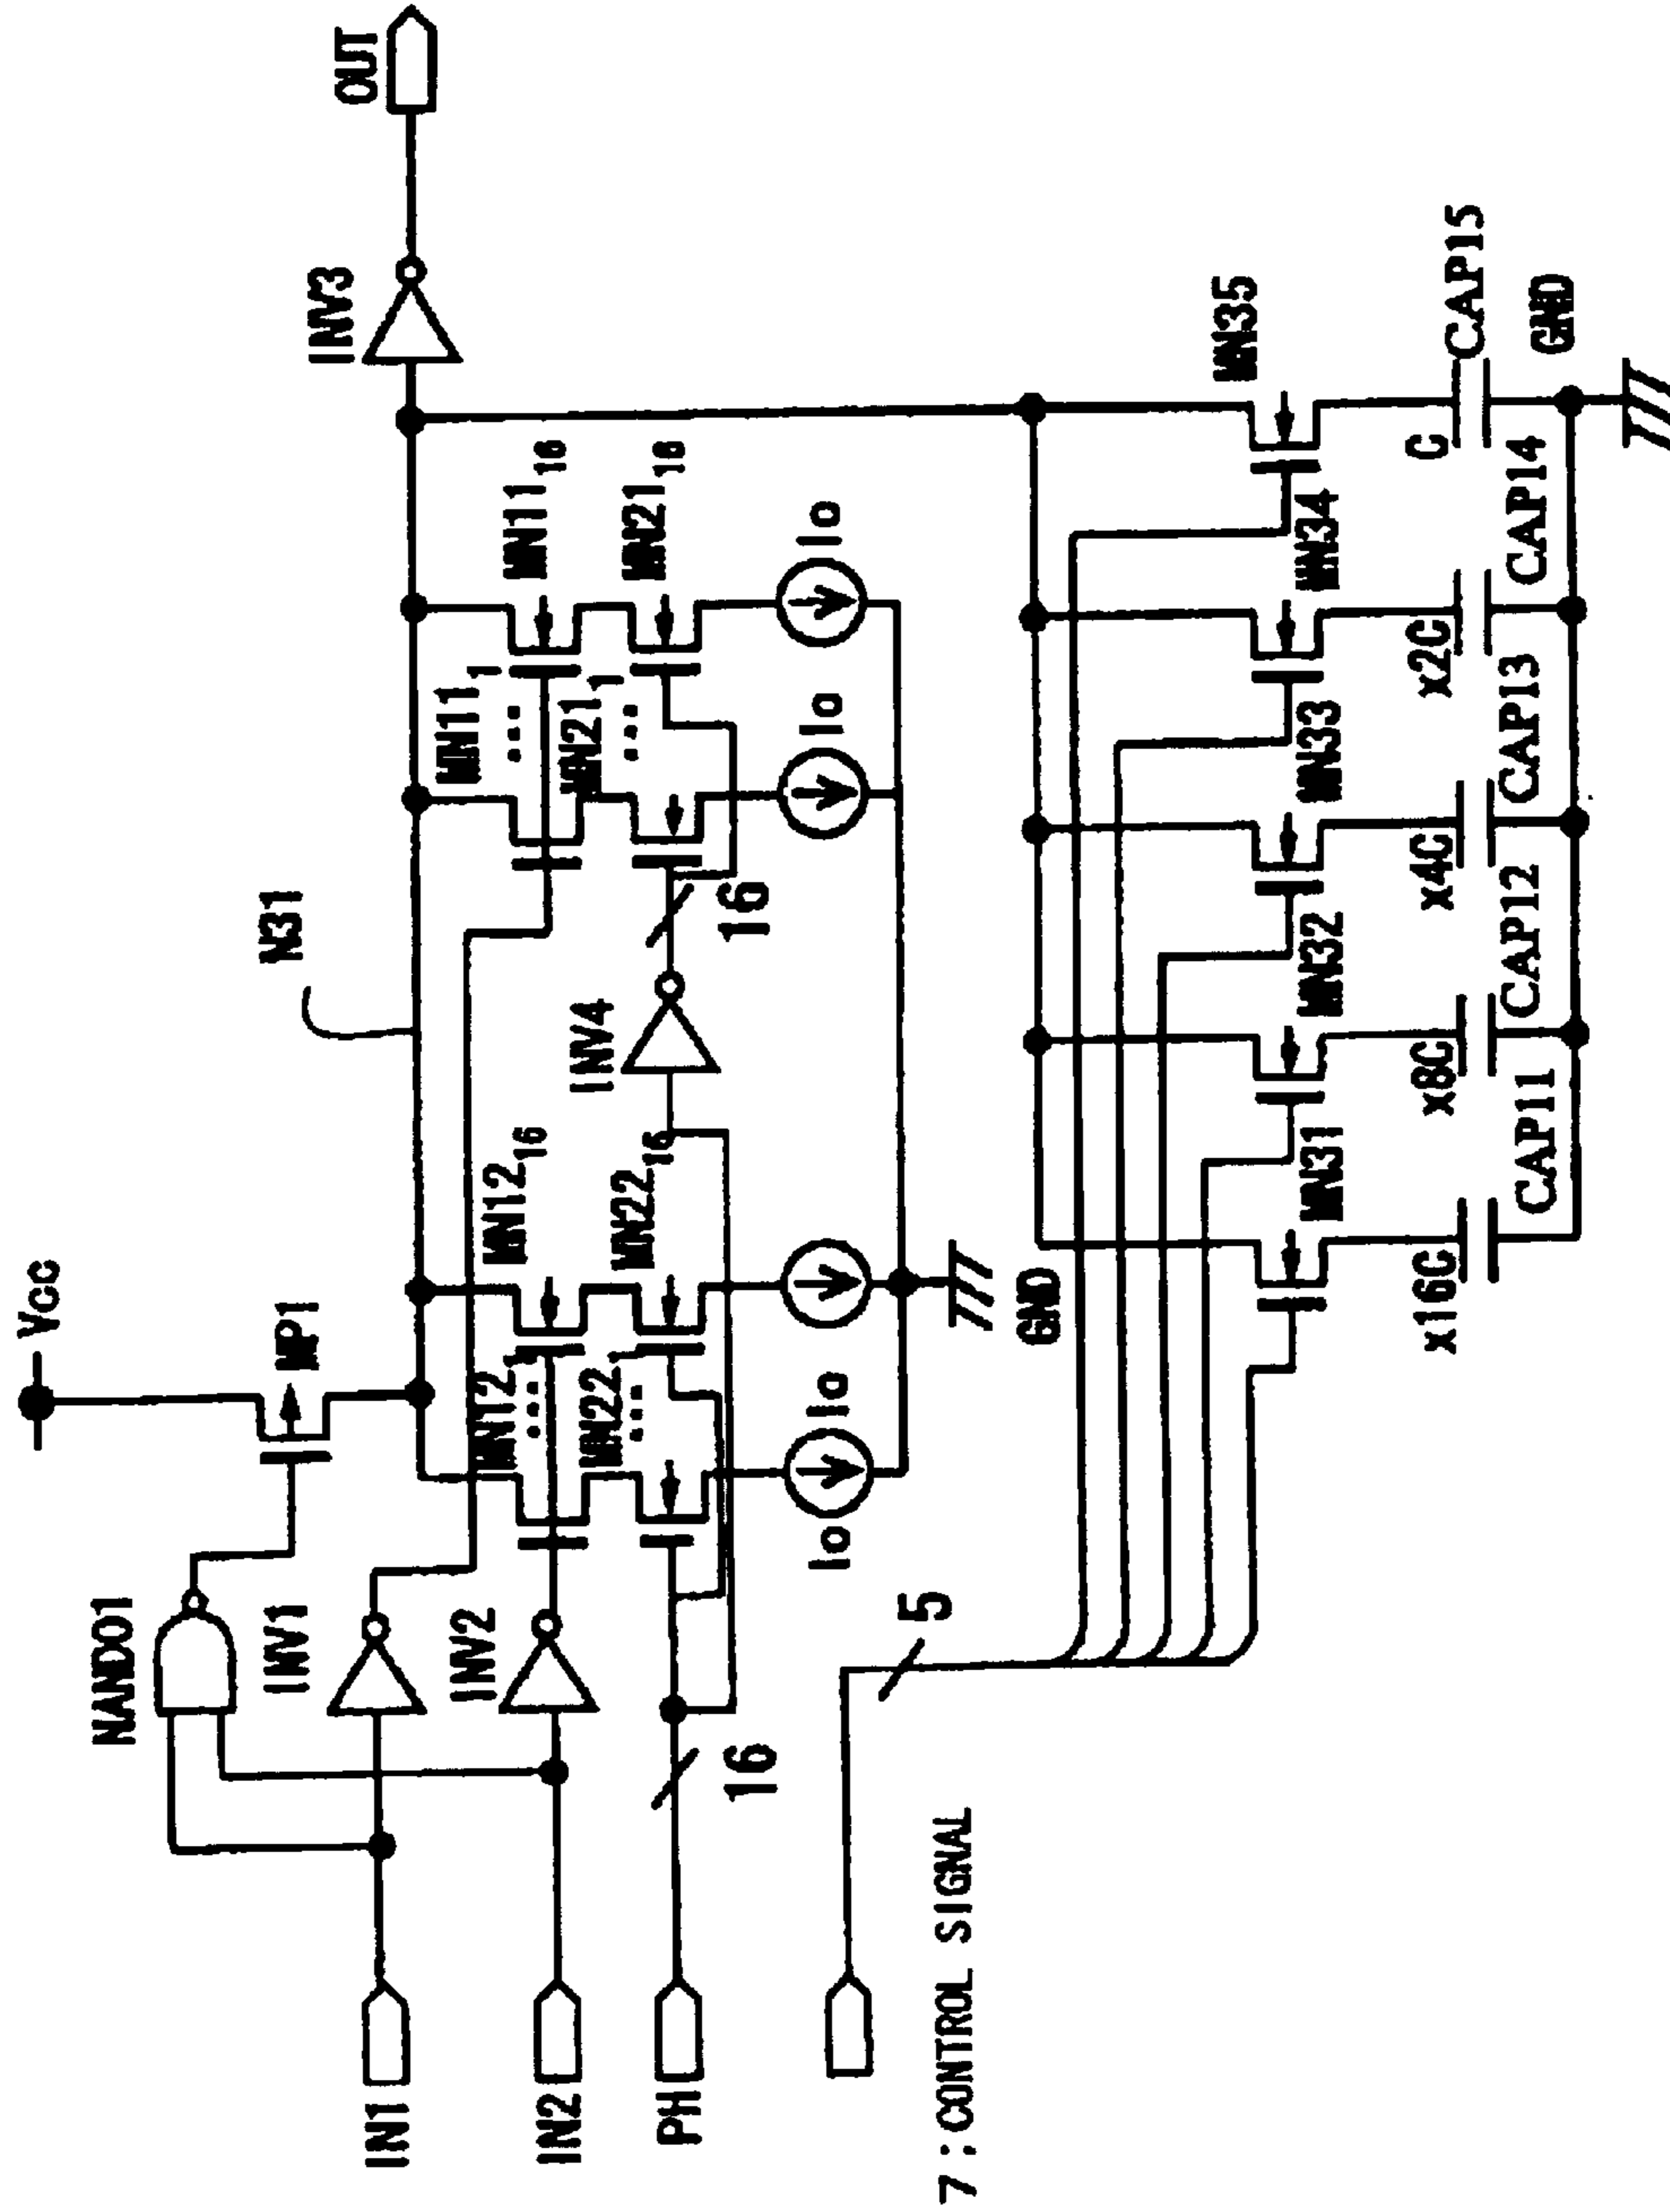 Vcc
NAND01
MP1
N31
INV3
OUT
IN1
INV1
IN2
INV2
MN12₁
MN12₁₆
MN11₁
MN11₁₆
PH
16
MN22₁
MN22₁₆
INV4
16
MN21₁
MN21₁₆
Io
Io
Io
Io
GND
7:CONTROL SIGNAL
5
MN31
MN32
MN33
MN34
MN35
x16C
x8C
x4C
x2C
C
CAP11
CAP12
CAP13
CAP14
CAP15
GND